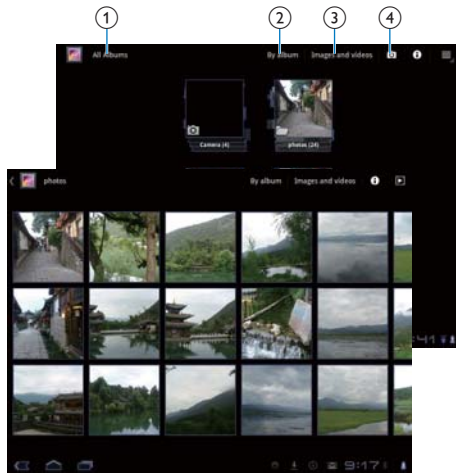 1 2 3 4
All Albums By album Images and videos
Camera (4) photos (24)
photos By album Images and videos
:41
9:17